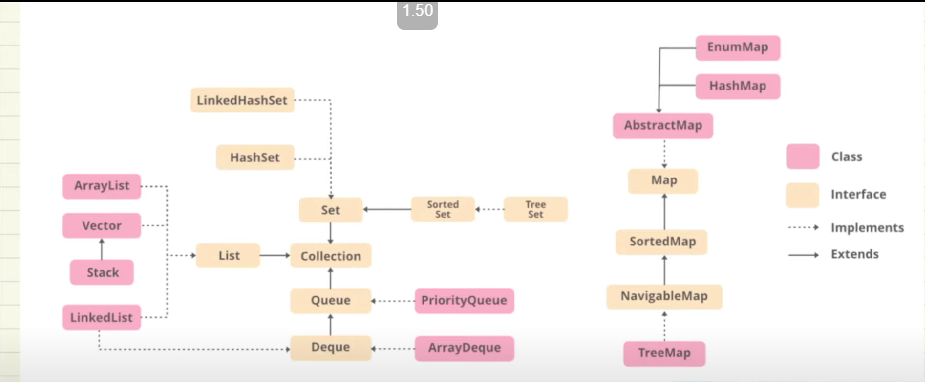 1.50
EnumMap
HashMap
LinkedHashSet
AbstractMap
HashSet
Class
ArrayList
Map
Interface
Set
Sorted
Set
Tree
Set
Vector
Implements
List
Collection
SortedMap
Extends
Stack
Queue
PriorityQueue
NavigableMap
LinkedList
Deque
ArrayDeque
TreeMap